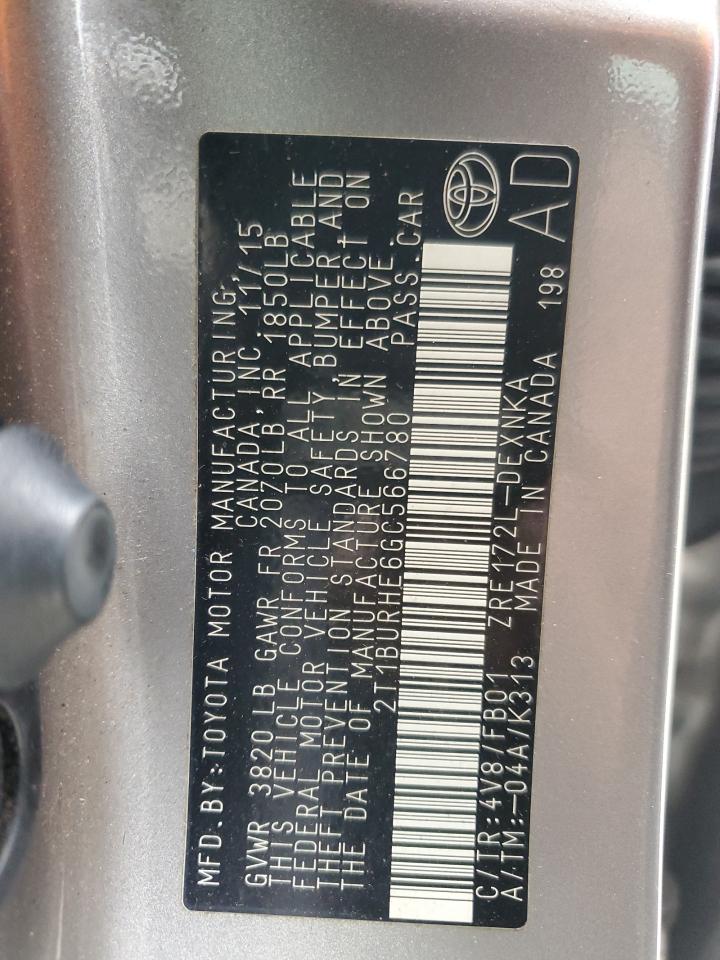 MFD.BY:TOYOTA MOTOR MANUFACTURING,
CANADA, INC. 11/15
GVWR 3820LB GAWR FR 2070LB, RR 1850LB
THIS VEHICLE CONFORMS TO ALL APPLICABLE
FEDERAL MOTOR VEHICLE SAFETY, BUMPER, AND
THEFT PREVENTION STANDARDS IN EFFECT ON
THE DATE OF MANUFACTURE SHOWN ABOVE.
2T1BURHE6GC566780 PASS.CAR
C/TR:4V8/FB01 ZRE172L-DEXNKA
A/TM:-04A/K313 MADE IN CANADA
198
AD